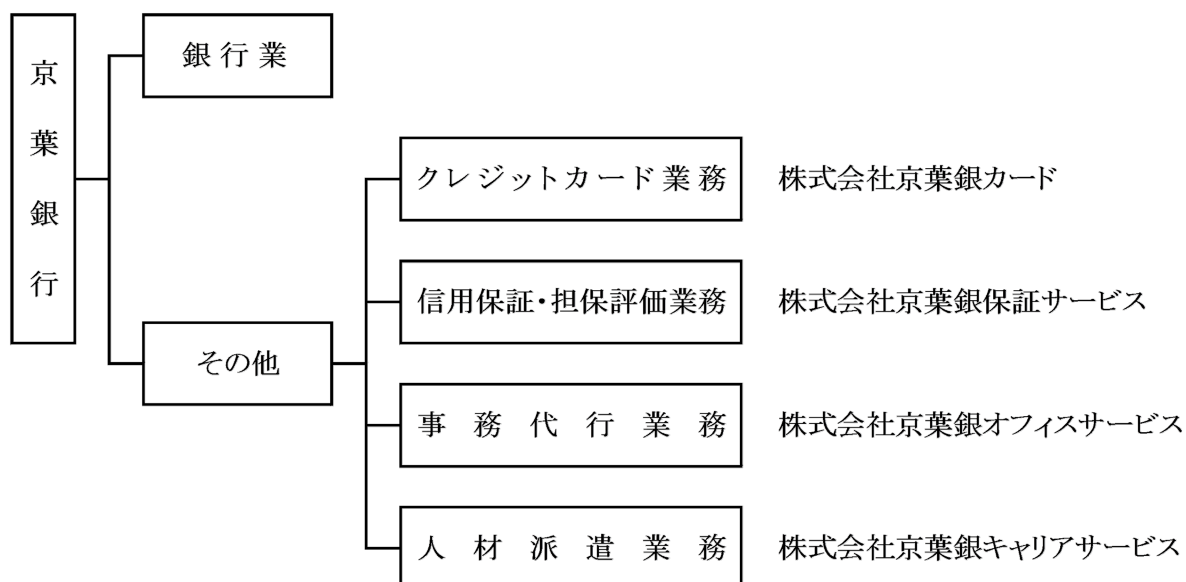 京葉銀行
銀行業
クレジットカード業務 株式会社京葉銀カード
信用保証・担保評価業務 株式会社京葉銀保証サービス
その他
事務代行業務 株式会社京葉銀オフィスサービス
人材派遣業務 株式会社京葉銀キャリアサービス